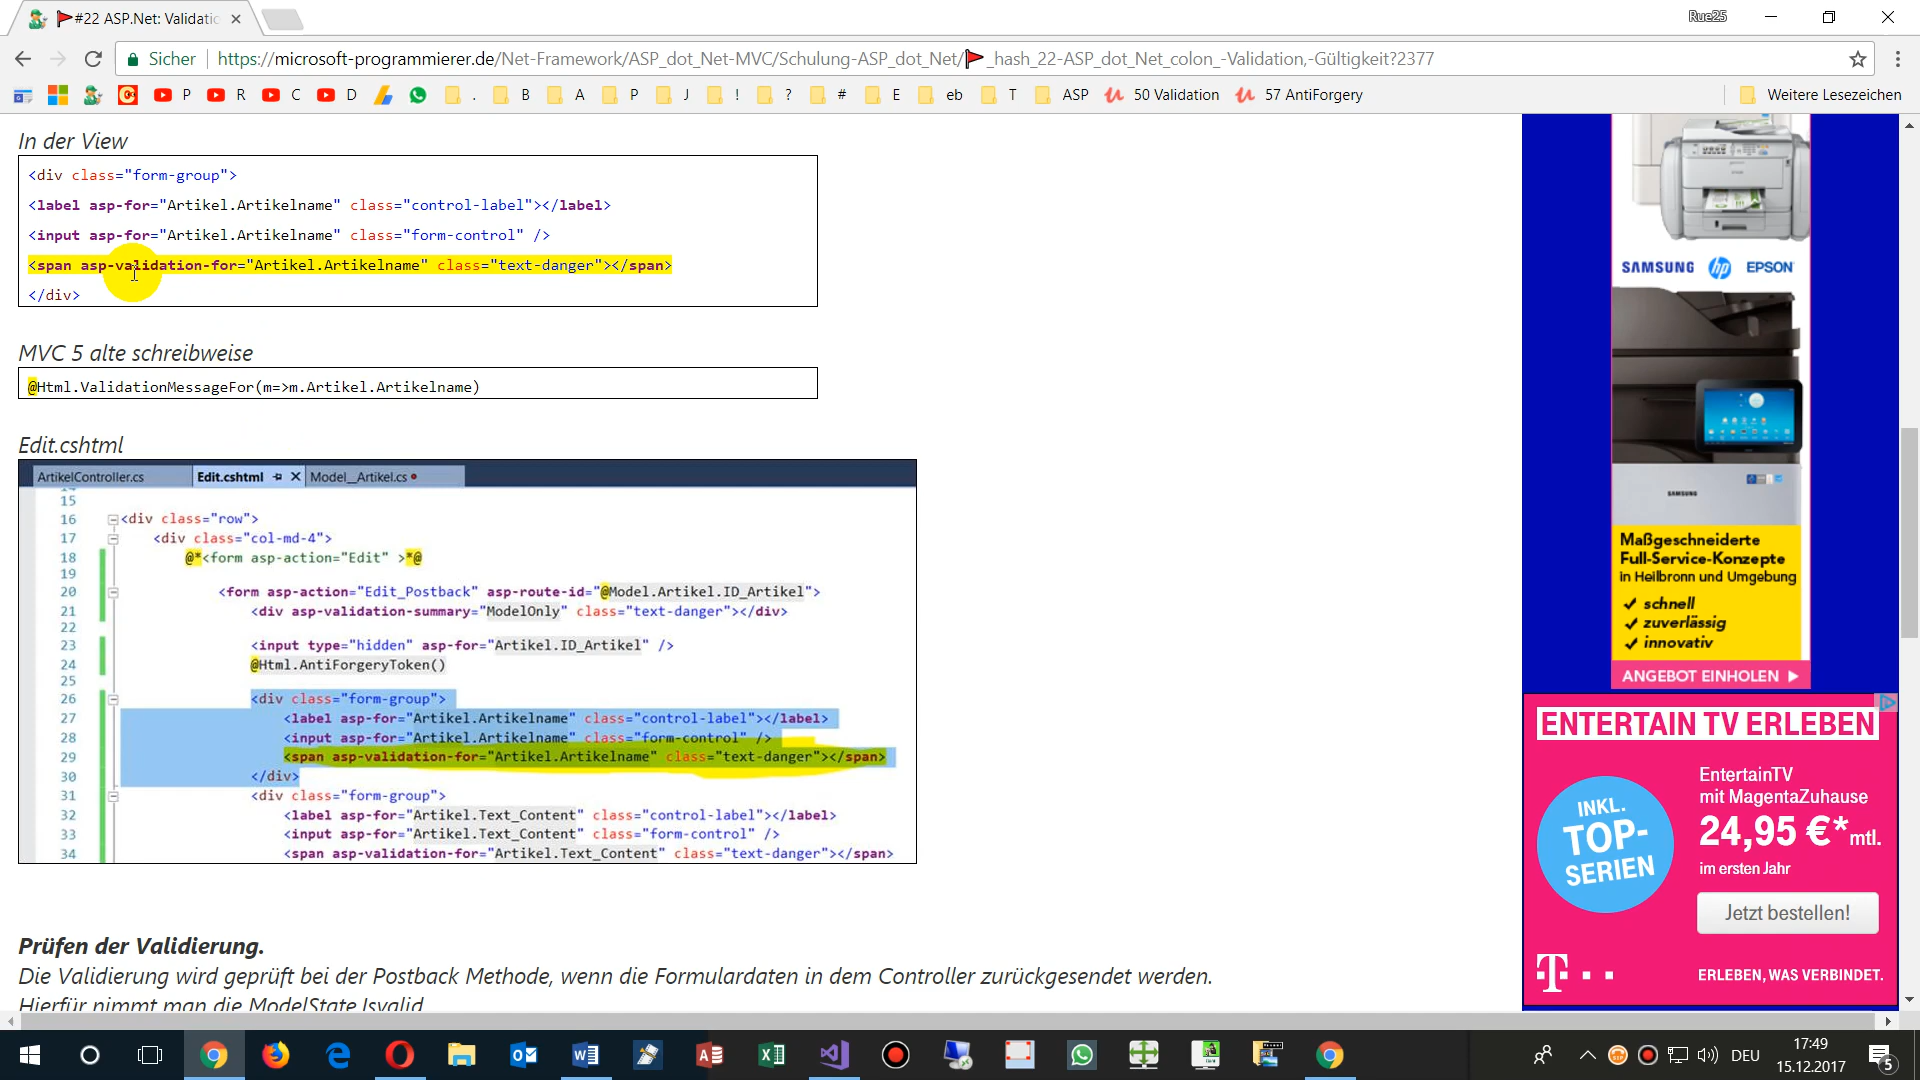 #22 ASP.Net: Validatio
Rue25
Sicher
https://microsoft-programmierer.de/Net-Framework/ASP_dot_Net-MVC/Schulung-ASP_dot_Net/_hash_22-ASP_dot_Net_colon_-Validation,-Gültigkeit?2377
P R C D . B A P J ! ? # E eb T ASP 50 Validation 57 AntiForgery Weitere Lesezeichen
In der View
<div class="form-group">
<label asp-for="Artikel.Artikelname" class="control-label"></label>
<input asp-for="Artikel.Artikelname" class="form-control" />
<span asp-validation-for="Artikel.Artikelname" class="text-danger"></span>
</div>
MVC 5 alte schreibweise
@Html.ValidationMessageFor(m=>m.Artikel.Artikelname)
Edit.cshtml
ArtikelController.cs Edit.cshtml Model__Artikel.cs
15
16 <div class="row">
17 <div class="col-md-4">
18 @*<form asp-action="Edit" >*@
19
20 <form asp-action="Edit_Postback" asp-route-id="@Model.Artikel.ID_Artikel">
21 <div asp-validation-summary="ModelOnly" class="text-danger"></div>
22
23 <input type="hidden" asp-for="Artikel.ID_Artikel" />
24 @Html.AntiForgeryToken()
25
26 <div class="form-group">
27 <label asp-for="Artikel.Artikelname" class="control-label"></label>
28 <input asp-for="Artikel.Artikelname" class="form-control" />
29 <span asp-validation-for="Artikel.Artikelname" class="text-danger"></span>
30 </div>
31 <div class="form-group">
32 <label asp-for="Artikel.Text_Content" class="control-label"></label>
33 <input asp-for="Artikel.Text_Content" class="form-control" />
34 <span asp-validation-for="Artikel.Text_Content" class="text-danger"></span>
Prüfen der Validierung.
Die Validierung wird geprüft bei der Postback Methode, wenn die Formulardaten in dem Controller zurückgesendet werden.
Hierfür nimmt man die ModelState.Isvalid
SAMSUNG hp EPSON
SAMSUNG
Maßgeschneiderte
Full-Service-Konzepte
in Heilbronn und Umgebung
schnell
zuverlässig
innovativ
ANGEBOT EINHOLEN
ENTERTAIN TV ERLEBEN
INKL.
TOP-
SERIEN
EntertainTV
mit MagentaZuhause
24,95 €* mtl.
im ersten Jahr
Jetzt bestellen!
T
ERLEBEN, WAS VERBINDET.
DEU
17:49
15.12.2017
5